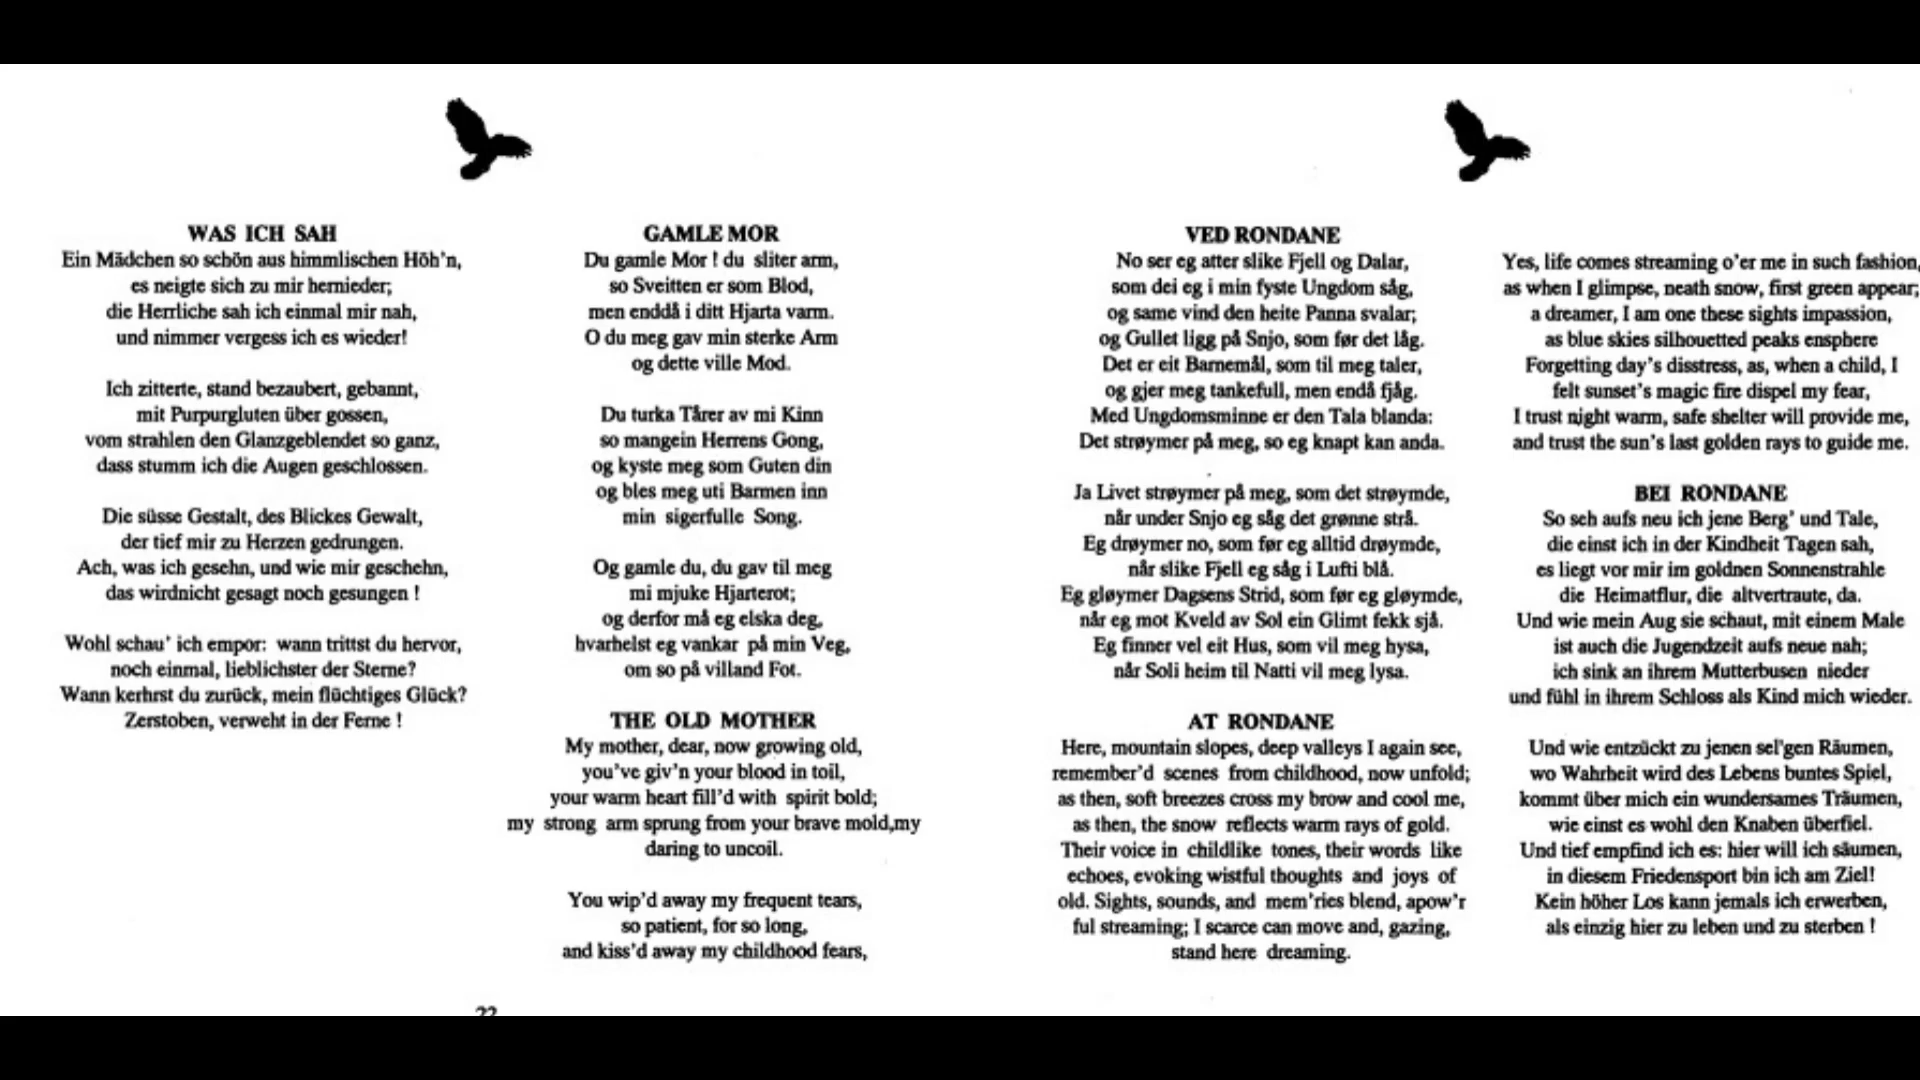 WAS ICH SAH
Ein Mädchen so schön aus himmlischen Höh'n,
es neigte sich zu mir hernieder;
die Herrliche sah ich einmal mir nah,
und nimmer vergess ich es wieder!
Ich zitterte, stand bezaubert, gebannt,
mit Purpurgluten über gossen,
vom strahlen den Glanzgeblendet so ganz,
dass stumm ich die Augen geschlossen.
Die süsse Gestalt, des Blickes Gewalt,
der tief mir zu Herzen gedrungen.
Ach, was ich gesehn, und wie mir geschehn,
das wirdnicht gesagt noch gesungen !
Wohl schau' ich empor: wann trittst du hervor,
noch einmal, lieblichster der Sterne?
Wann kerhrst du zurück, mein flüchtiges Glück?
Zerstoben, verweht in der Ferne !
GAMLE MOR
Du gamle Mor ! du sliter arm,
so Sveitten er som Blod,
men enddå i ditt Hjarta varm.
O du meg gav min sterke Arm
og dette ville Mod.
Du turka Tårer av mi Kinn
so mangein Herrens Gong,
og kyste meg som Guten din
og bles meg uti Barmen inn
min sigerfulle Song.
Og gamle du, du gav til meg
mi mjuke Hjarterot;
og derfor må eg elska deg,
hvarhelst eg vankar på min Veg,
om so på villand Fot.
THE OLD MOTHER
My mother, dear, now growing old,
you've giv'n your blood in toil,
your warm heart fill'd with spirit bold;
my strong arm sprung from your brave mold,my
daring to uncoil.
You wip'd away my frequent tears,
so patient, for so long,
and kiss'd away my childhood fears,
22
VED RONDANE
No ser eg atter slike Fjell og Dalar,
som dei eg i min fyste Ungdom såg,
og same vind den heite Panna svalar;
og Gullet ligg på Snjo, som før det låg.
Det er eit Barnemål, som til meg taler,
og gjer meg tankefull, men endå fjåg.
Med Ungdomsminne er den Tala blanda:
Det strøymer på meg, so eg knapt kan anda.
Ja Livet strøymer på meg, som det strøymde,
når under Snjo eg såg det grønne strå.
Eg drøymer no, som før eg alltid drøymde,
når slike Fjell eg såg i Lufti blå.
Eg gløymer Dagsens Strid, som før eg gløymde,
når eg mot Kveld av Sol ein Glimt fekk sjå.
Eg finner vel eit Hus, som vil meg hysa,
når Soli heim til Natti vil meg lysa.
AT RONDANE
Here, mountain slopes, deep valleys I again see,
remember'd scenes from childhood, now unfold;
as then, soft breezes cross my brow and cool me,
as then, the snow reflects warm rays of gold.
Their voice in childlike tones, their words like
echoes, evoking wistful thoughts and joys of
old. Sights, sounds, and mem'ries blend, apow'r
ful streaming; I scarce can move and, gazing,
stand here dreaming.
Yes, life comes streaming o'er me in such fashion,
as when I glimpse, neath snow, first green appear;
a dreamer, I am one these sights impassion,
as blue skies silhouetted peaks ensphere
Forgetting day's disstress, as, when a child, I
felt sunset's magic fire dispel my fear,
I trust night warm, safe shelter will provide me,
and trust the sun's last golden rays to guide me.
BEI RONDANE
So seh aufs neu ich jene Berg' und Tale,
die einst ich in der Kindheit Tagen sah,
es liegt vor mir im goldnen Sonnenstrahle
die Heimatflur, die altvertraute, da.
Und wie mein Aug sie schaut, mit einem Male
ist auch die Jugendzeit aufs neue nah;
ich sink an ihrem Mutterbusen nieder
und fühl in ihrem Schloss als Kind mich wieder.
Und wie entzückt zu jenen sel'gen Räumen,
wo Wahrheit wird des Lebens buntes Spiel,
kommt über mich ein wundersames Träumen,
wie einst es wohl den Knaben überfiel.
Und tief empfind ich es: hier will ich säumen,
in diesem Friedensport bin ich am Ziel!
Kein höher Los kann jemals ich erwerben,
als einzig hier zu leben und zu sterben !